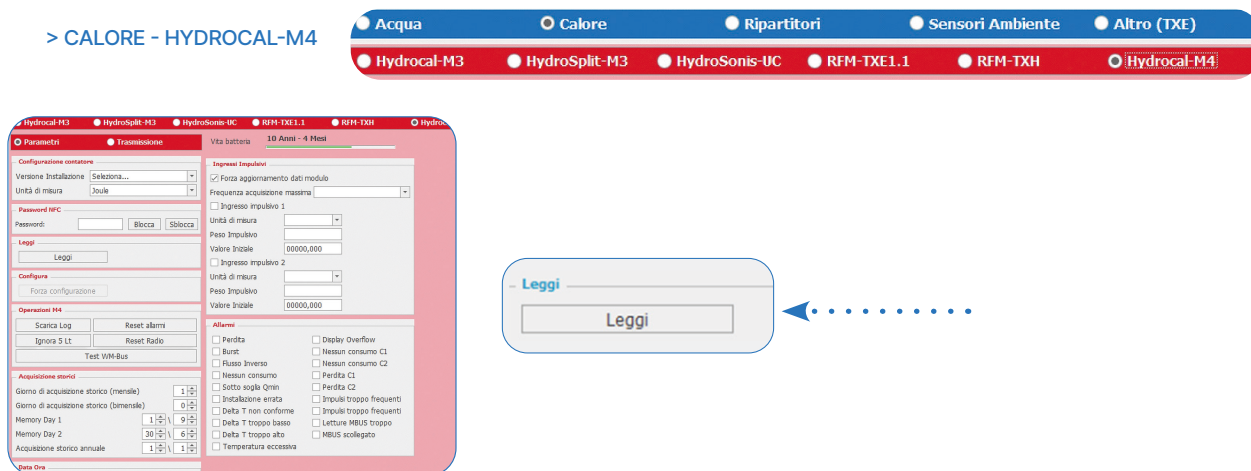 > CALORE - HYDROCAL-M4
Acqua Calore Ripartitori Sensori Ambiente Altro (TXE)
Hydrocal-M3 HydroSplit-M3 HydroSonis-UC RFM-TXE1.1 RFM-TXH Hydrocal-M4
Hydrocal-M3 HydroSplit-M3 HydroSonis-UC RFM-TXE1.1 RFM-TXH
Parametri Trasmissione
Configurazione contatore
Versione Installazione Seleziona...
Unità di misura Joule
Password NFC
Password: Blocca Sblocca
Leggi
Leggi
Configura
Forza configurazione
Operazioni M4
Scarica Log Reset allarmi
Ignora 5 Lt Reset Radio
Test WM-Bus
Acquisizione storici
Giorno di acquisizione storico (mensile) 1
Giorno di acquisizione storico (bimensile) 0
Memory Day 1 1 \ 9
Memory Day 2 30 \ 6
Acquisizione storico annuale 1 \ 1
Data Ora
Vita batteria 10 Anni - 4 Mesi
Ingressi Impulsivi
Forza aggiornamento dati modulo
Frequenza acquisizione massima
Ingresso impulsivo 1
Unità di misura
Peso Impulsivo
Valore Iniziale 00000,000
Ingresso impulsivo 2
Unità di misura
Peso Impulsivo
Valore Iniziale 00000,000
Allarmi
Perdita Display Overflow
Burst Nessun consumo C1
Flusso Inverso Nessun consumo C2
Nessun consumo Perdita C1
Sotto soglia Qmin Perdita C2
Installazione errata Impulsi troppo frequenti
Delta T non conforme Impulsi troppo frequenti
Delta T troppo basso Letture MBUS troppo
Delta T troppo alto MBUS scollegato
Temperatura eccessiva
Leggi
Leggi